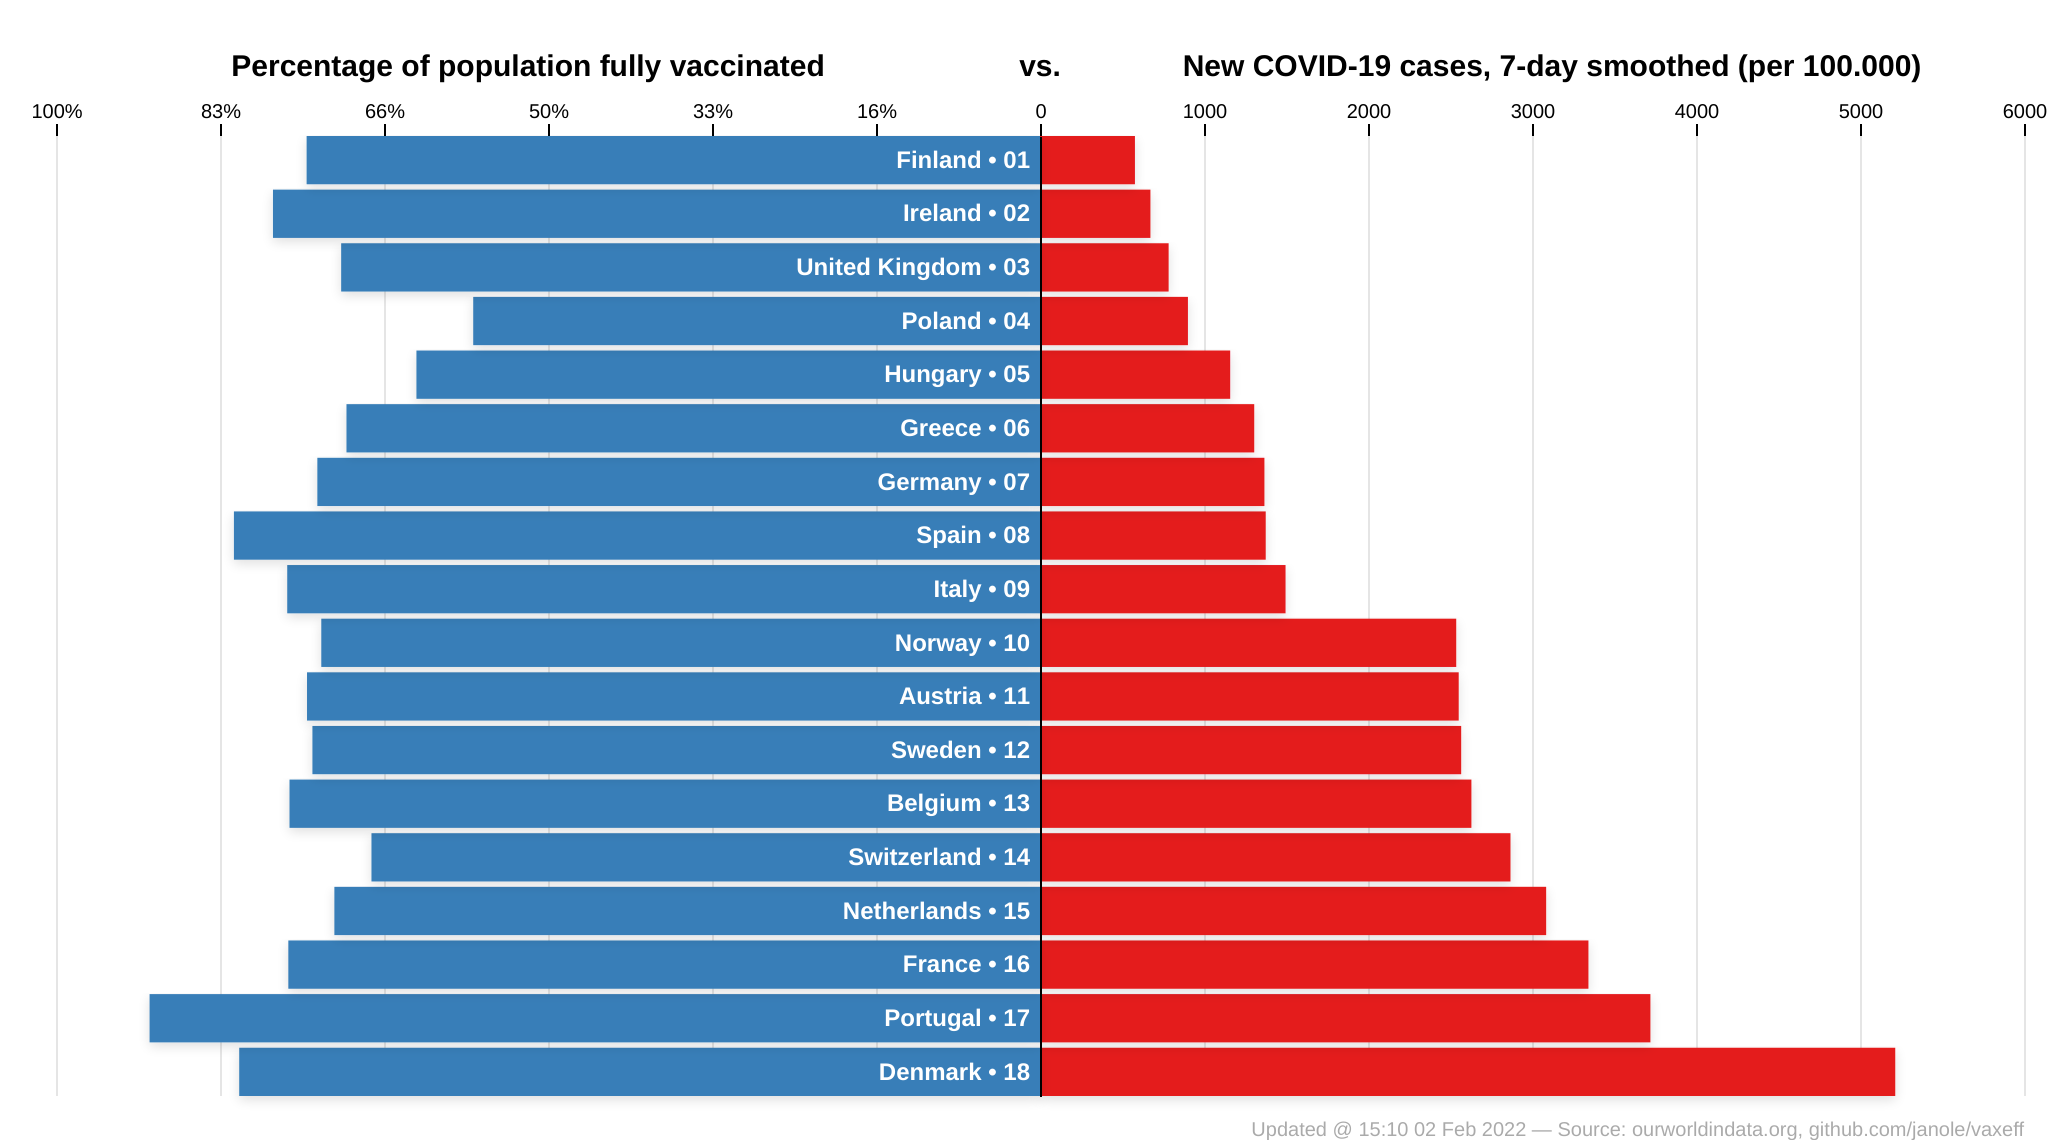 Percentage of population fully vaccinated vs. New COVID-19 cases, 7-day smoothed (per 100.000)
100% 83% 66% 50% 33% 16% 0 1000 2000 3000 4000 5000 6000
Finland • 01
Ireland • 02
United Kingdom • 03
Poland • 04
Hungary • 05
Greece • 06
Germany • 07
Spain • 08
Italy • 09
Norway • 10
Austria • 11
Sweden • 12
Belgium • 13
Switzerland • 14
Netherlands • 15
France • 16
Portugal • 17
Denmark • 18
Updated @ 15:10 02 Feb 2022 — Source: ourworldindata.org, github.com/janole/vaxeff